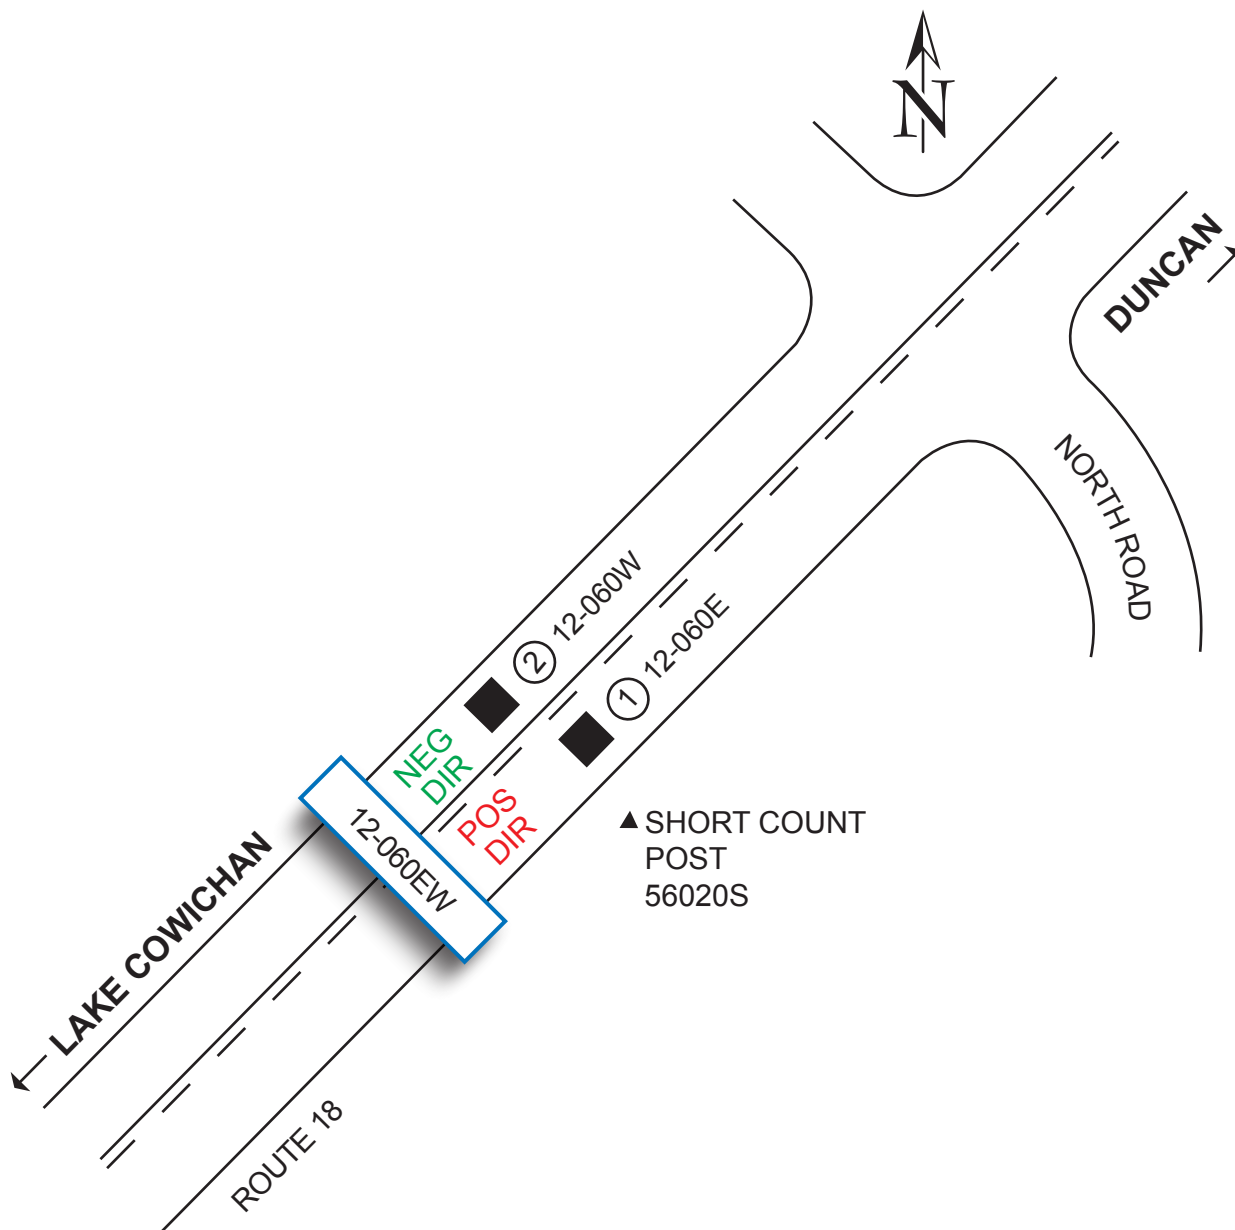 N
DUNCAN
NORTH ROAD
② 12-060W
① 12-060E
NEG
DIR
POS
DIR
12-060EW
▲ SHORT COUNT
POST
56020S
LAKE COWICHAN
ROUTE 18